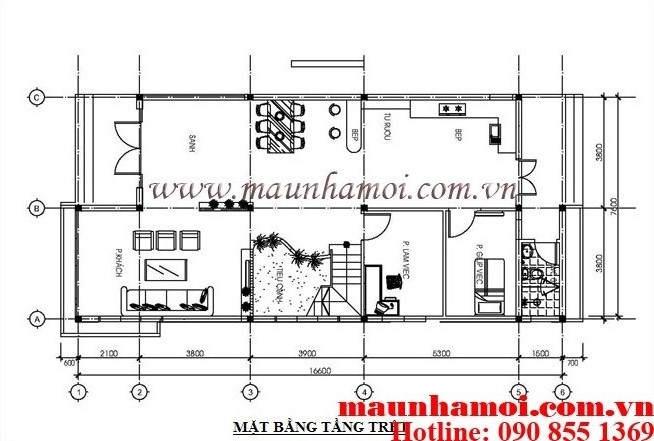 C
SẢNH
BẾP
TỦ RƯỢU
BẾP
3800
www.maunhamoi.com.vn
B
7600
P.KHÁCH
TIỂU CẢNH
P. LÀM VIỆC
P. GIÚP VIỆC
3800
A
600
2100
3800
3900
5300
1500
700
16600
1
2
3
4
5
6
MẶT BẰNG TẦNG TRỆT
maunhamoi.com.vn
Hotline: 090 855 1369